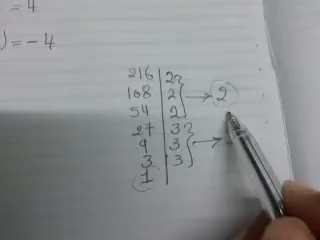 = 4
) = -4
216 | 2
108 | 2 → 2
54 | 2
27 | 3
9 | 3 →
3 | 3
1